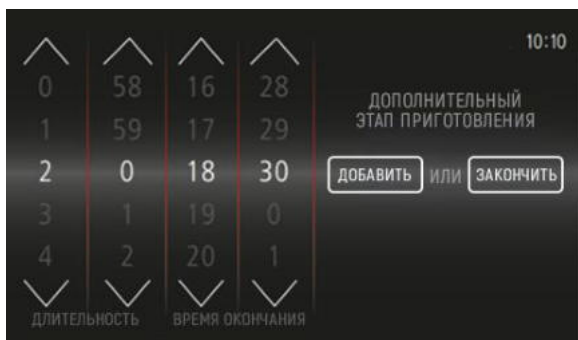 10:10
0 58 16 28
1 59 17 29
2 0 18 30
3 1 19 0
4 2 20 1
ДЛИТЕЛЬНОСТЬ ВРЕМЯ ОКОНЧАНИЯ
ДОПОЛНИТЕЛЬНЫЙ
ЭТАП ПРИГОТОВЛЕНИЯ
ДОБАВИТЬ ИЛИ ЗАКОНЧИТЬ